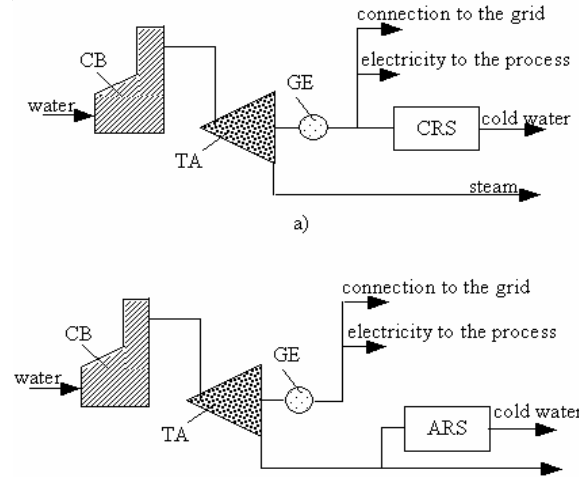 connection to the grid
CB
electricity to the process
GE
water
CRS
cold water
TA
steam
a)
connection to the grid
CB
electricity to the process
GE
water
cold water
ARS
TA